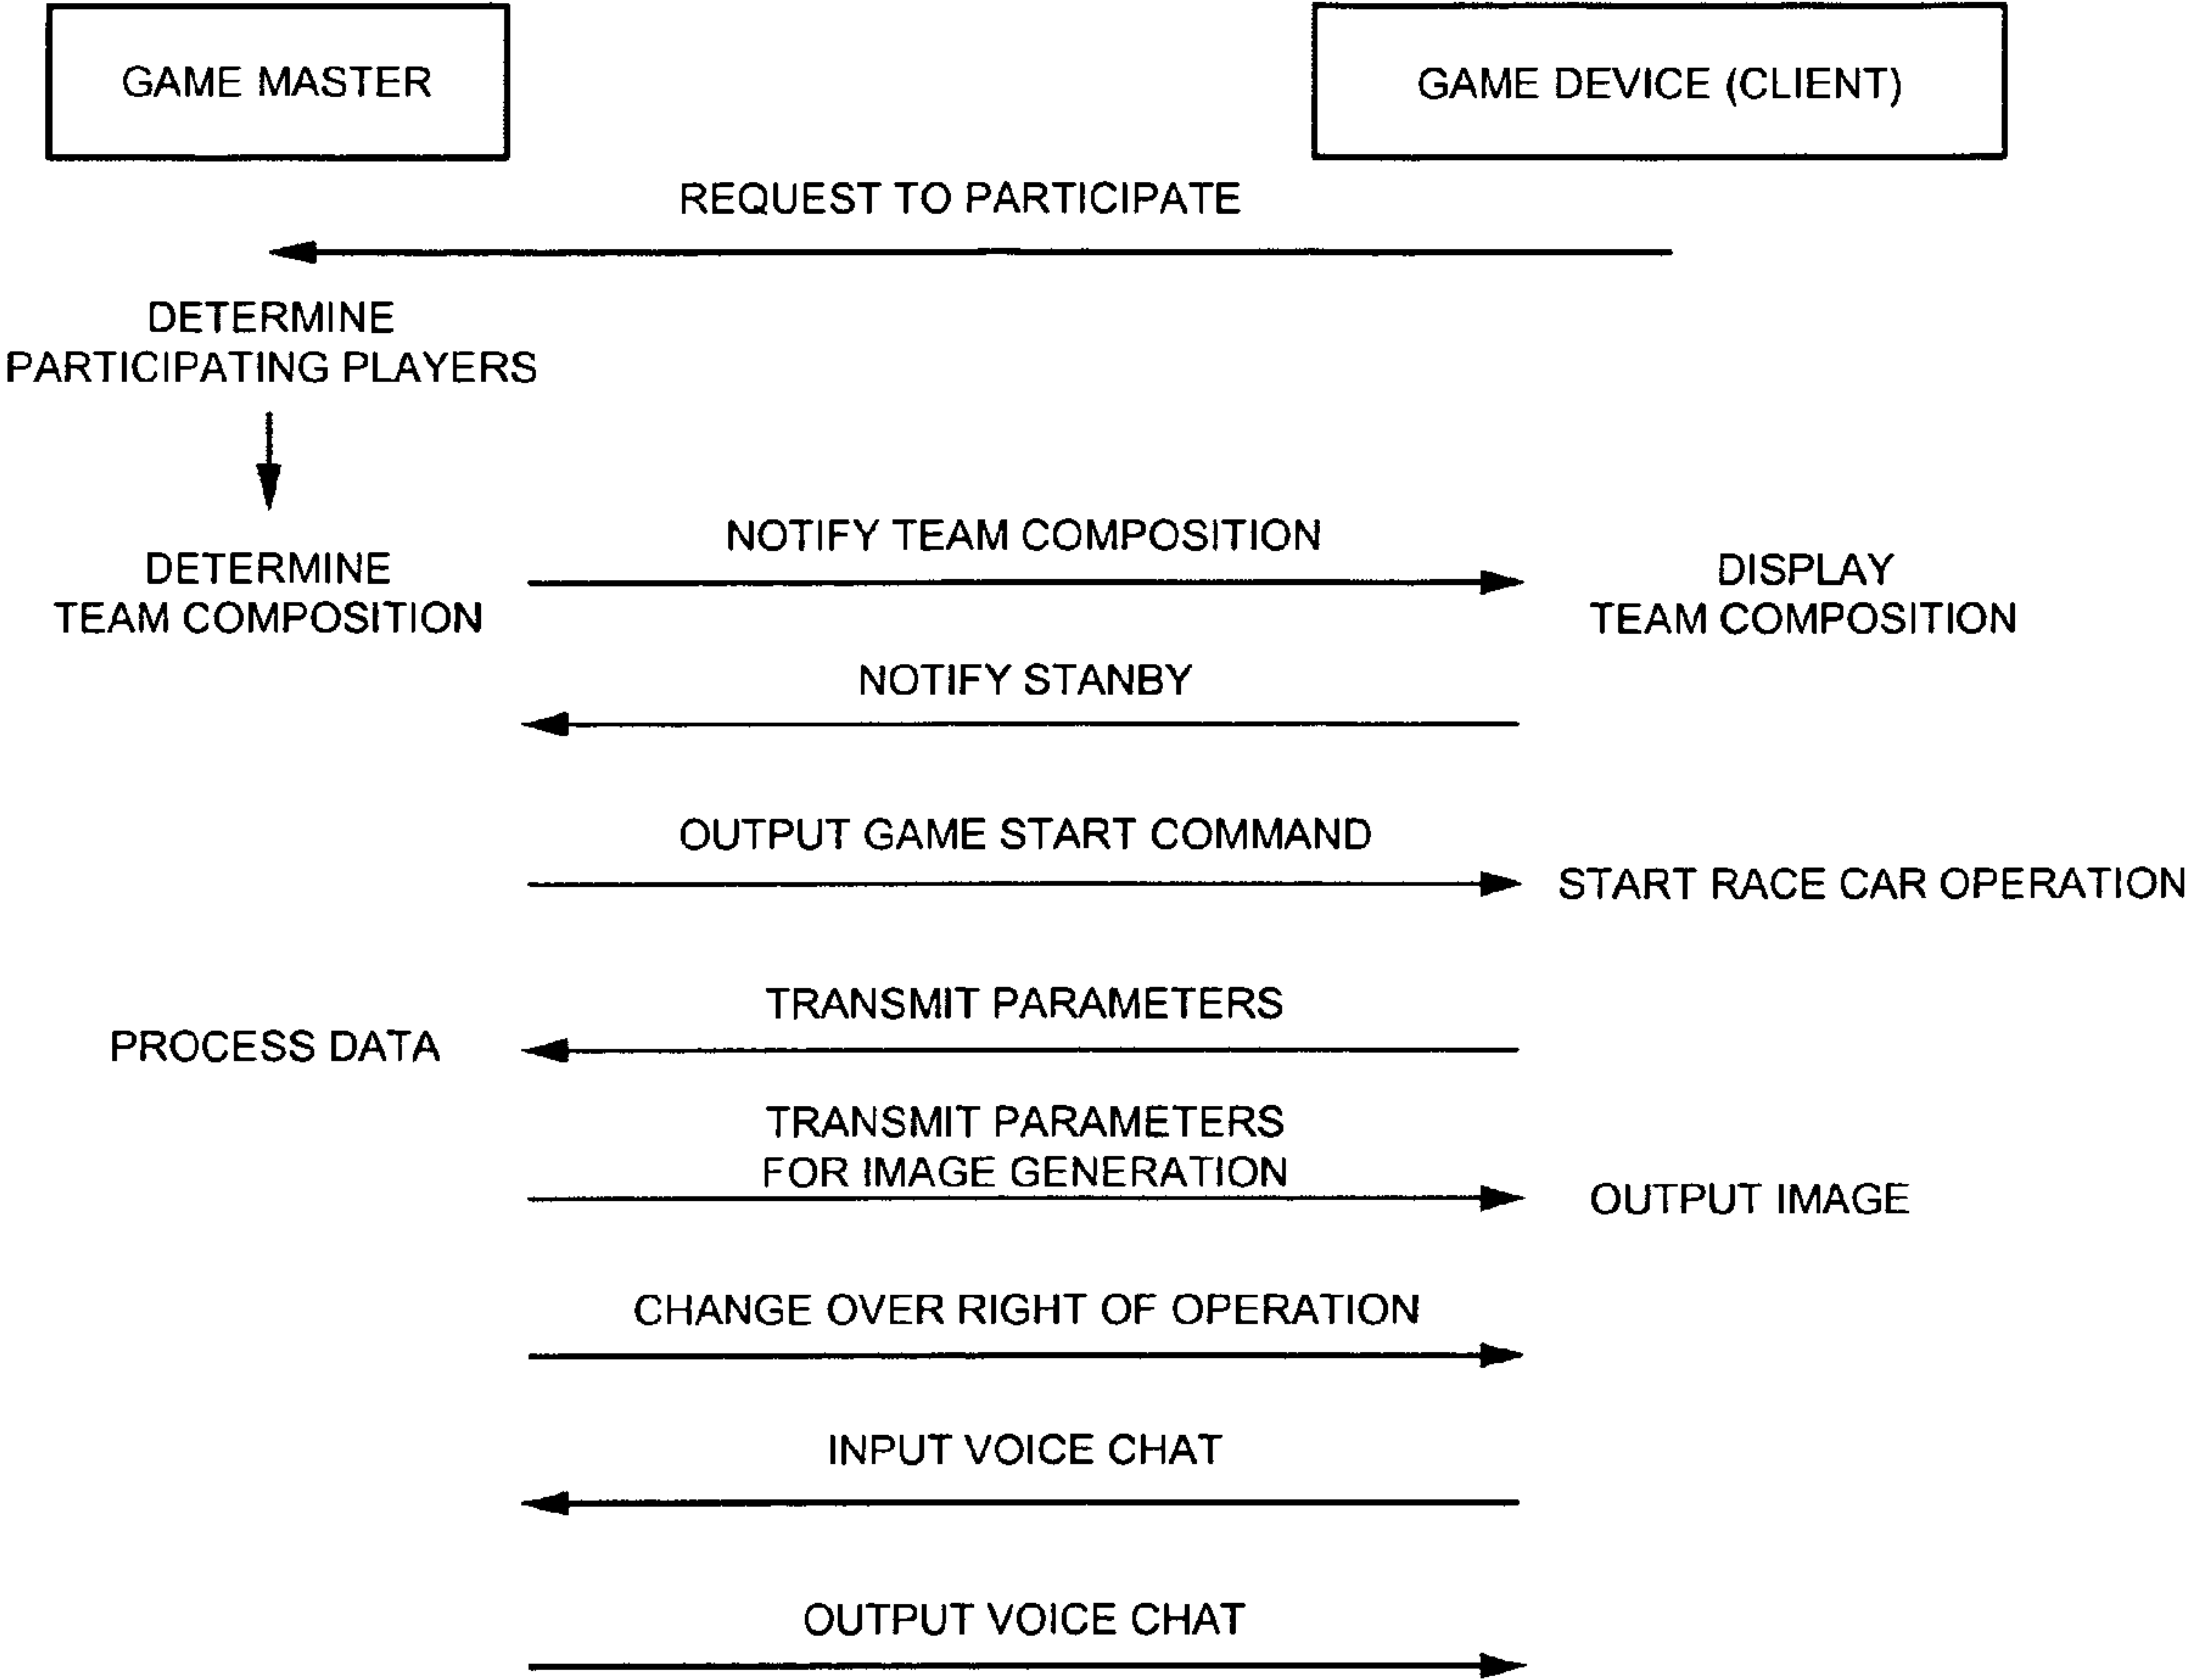 GAME MASTER
GAME DEVICE (CLIENT)
REQUEST TO PARTICIPATE
DETERMINE
PARTICIPATING PLAYERS
DETERMINE
TEAM COMPOSITION
NOTIFY TEAM COMPOSITION
DISPLAY
TEAM COMPOSITION
NOTIFY STANBY
OUTPUT GAME START COMMAND
START RACE CAR OPERATION
TRANSMIT PARAMETERS
PROCESS DATA
TRANSMIT PARAMETERS
FOR IMAGE GENERATION
OUTPUT IMAGE
CHANGE OVER RIGHT OF OPERATION
INPUT VOICE CHAT
OUTPUT VOICE CHAT